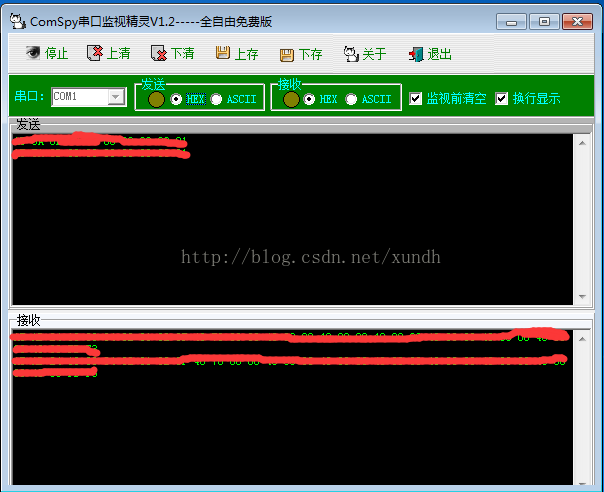 ComSpy串口监视精灵V1.2-----全自由免费版
停止 上清 下清 上存 下存 关于 退出
串口: COM1 发送 HEX ASCII 接收 HEX ASCII 监视前清空 换行显示
发送
http://blog.csdn.net/xundh
接收